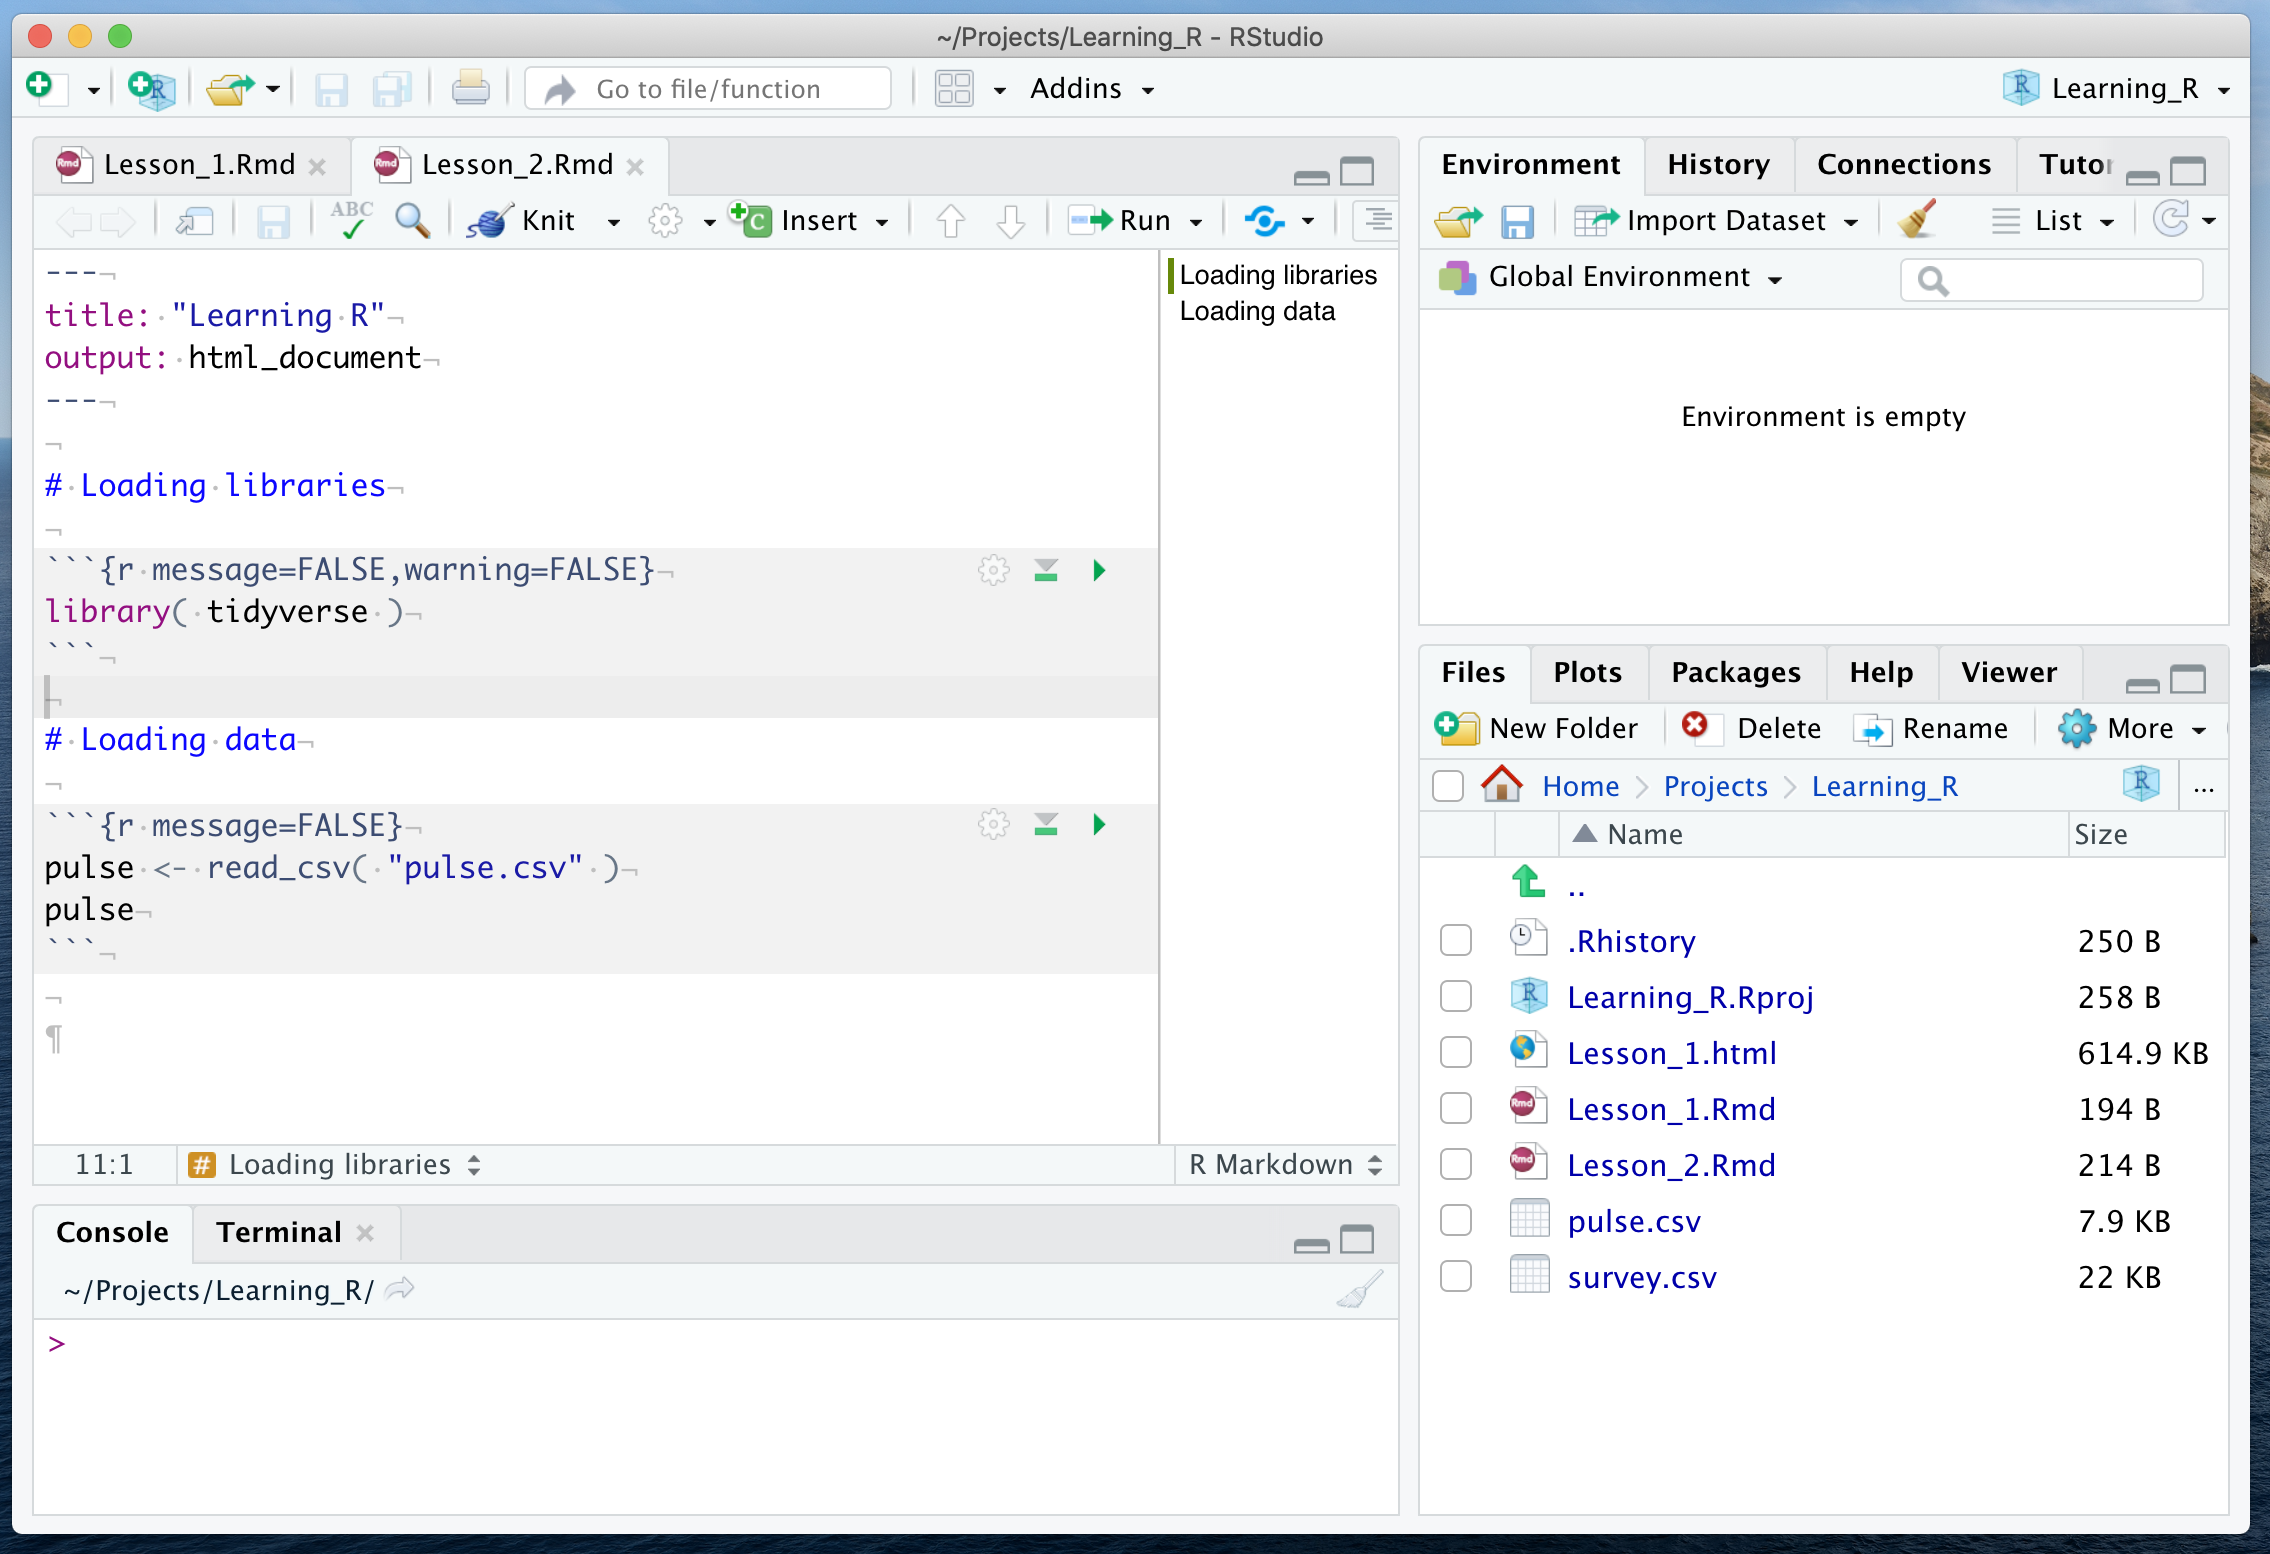 ~/Projects/Learning_R - RStudio
Go to file/function
Addins
Learning_R
Lesson_1.Rmd
Lesson_2.Rmd
ABC
Knit
Insert
Run
---
title: "Learning R"
output: html_document
---
# Loading libraries
```{r message=FALSE,warning=FALSE}
library( tidyverse )
```
# Loading data
```{r message=FALSE}
pulse <- read_csv( "pulse.csv" )
pulse
```
Loading libraries
Loading data
11:1
# Loading libraries
R Markdown
Console
Terminal
~/Projects/Learning_R/
>
Environment
History
Connections
Tutor
Import Dataset
List
Global Environment
Environment is empty
Files
Plots
Packages
Help
Viewer
New Folder
Delete
Rename
More
Home
Projects
Learning_R
...
Name
Size
..
.Rhistory 250 B
Learning_R.Rproj 258 B
Lesson_1.html 614.9 KB
Lesson_1.Rmd 194 B
Lesson_2.Rmd 214 B
pulse.csv 7.9 KB
survey.csv 22 KB